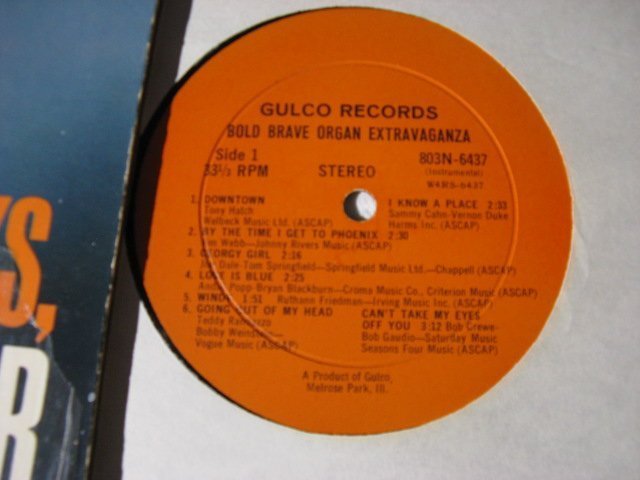 GULCO RECORDS
BOLD BRAVE ORGAN EXTRAVAGANZA
Side 1
33⅓ RPM
STEREO
803N-6437
(Instrumental)
W4RS-6437
1. DOWNTOWN
Tony Hatch
Welback Music Ltd. (ASCAP)
I KNOW A PLACE 2:33
Sammy Cahn-Vernon Duke
Harms Inc. (ASCAP)
2. BY THE TIME I GET TO PHOENIX 2:30
Jim Webb—Johnny Rivers Music (ASCAP)
3. GEORGY GIRL 2:16
Jim Dale-Tom Springfield—Springfield Music Ltd.—Chappell (ASCAP)
4. LOVE IS BLUE 2:25
Andre Popp-Bryan Blackburn—Croma Music Co., Criterion Music (ASCAP)
5. WINDY 1:51 Ruthann Friedman—Irving Music Inc. (ASCAP)
6. GOING OUT OF MY HEAD
Teddy Randazzo
Bobby Weinstein—
Vogue Music (ASCAP)
CAN'T TAKE MY EYES
OFF YOU 3:12 Bob Crewe-
Bob Gaudio—Saturday Music
Seasons Four Music (ASCAP)
A Product of Gulco,
Melrose Park, Ill.
S,
R